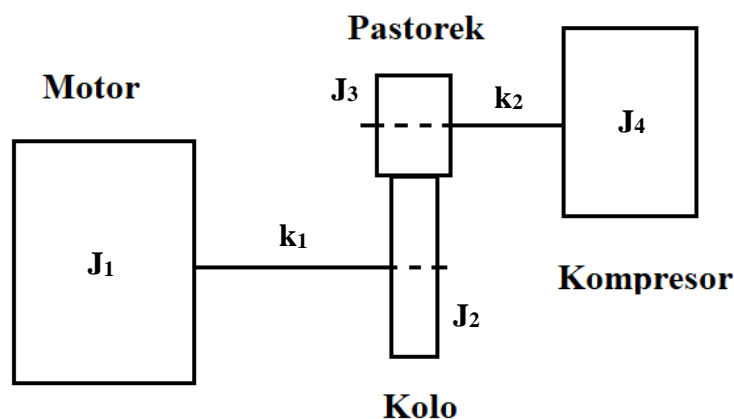 Pastorek
Motor
J₃
k₂
J₄
k₁
J₁
Kompresor
J₂
Kolo